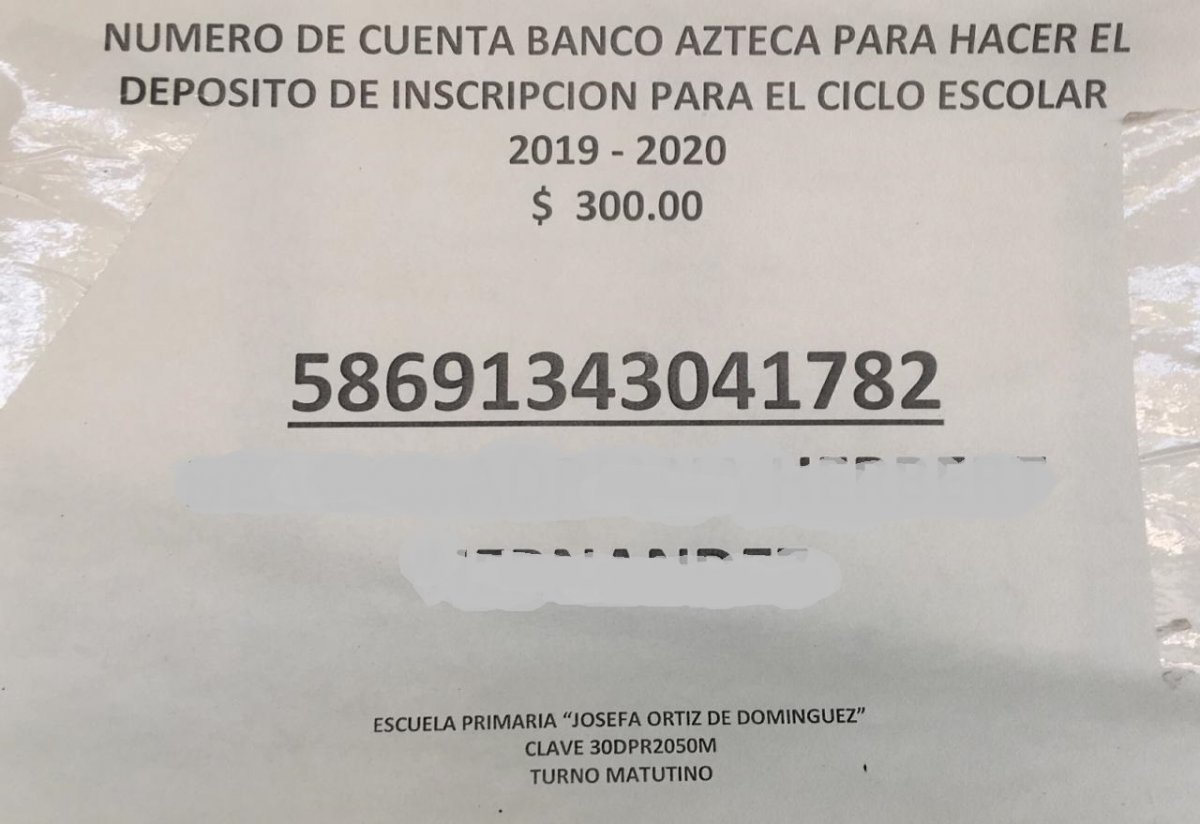 NUMERO DE CUENTA BANCO AZTECA PARA HACER EL
DEPOSITO DE INSCRIPCION PARA EL CICLO ESCOLAR
2019 - 2020
$ 300.00
58691343041782
ESCUELA PRIMARIA “JOSEFA ORTIZ DE DOMINGUEZ”
CLAVE 30DPR2050M
TURNO MATUTINO